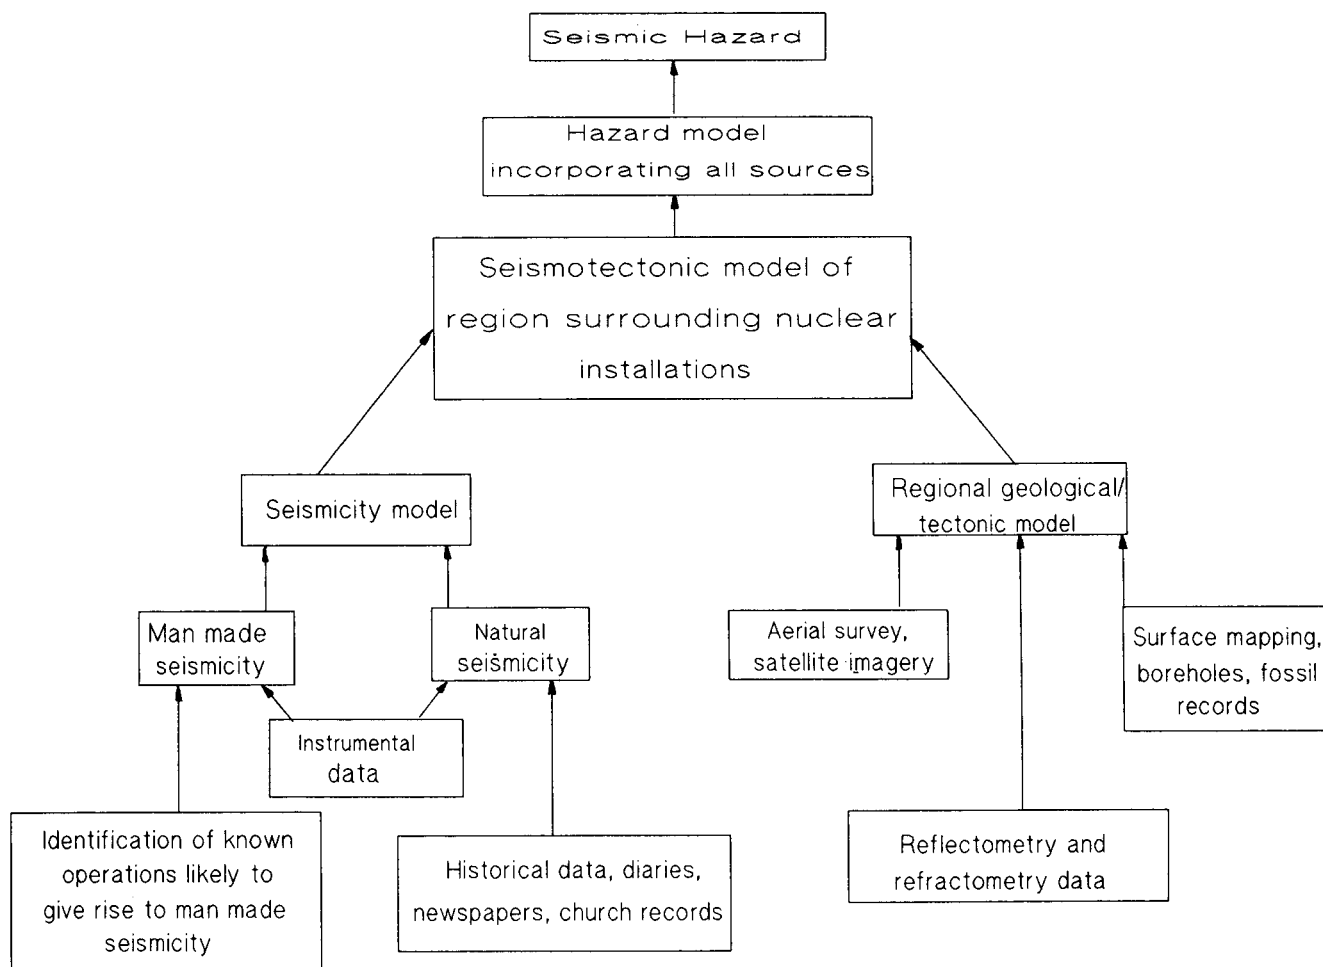 Seismic Hazard
Hazard model
incorporating all sources
Seismotectonic model of
region surrounding nuclear
installations
Seismicity model
Regional geological/
tectonic model
Man made
seismicity
Natural
seismicity
Aerial survey,
satellite imagery
Surface mapping,
boreholes, fossil
records
Instrumental
data
Identification of known
operations likely to
give rise to man made
seismicity
Historical data, diaries,
newspapers, church records
Reflectometry and
refractometry data